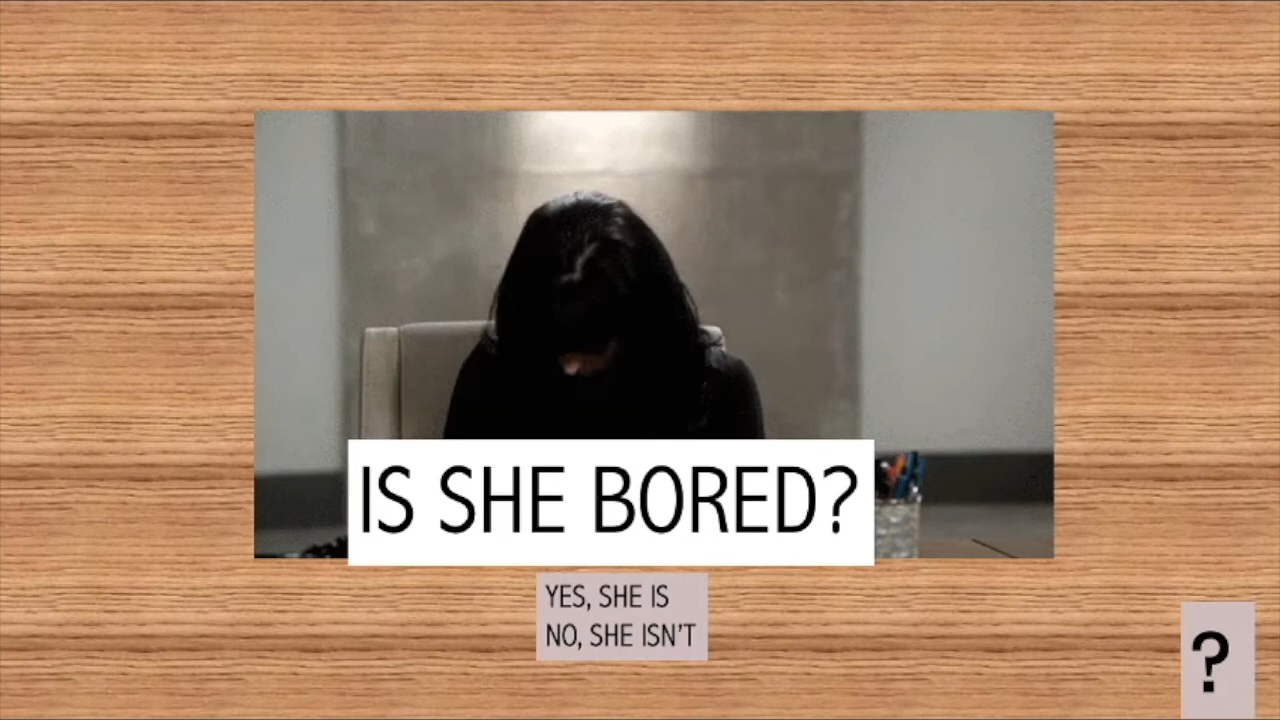 IS SHE BORED?
YES, SHE IS
NO, SHE ISN'T
?